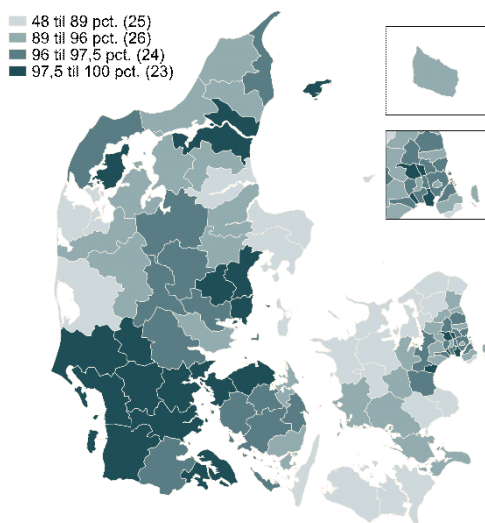 48 til 89 pct. (25)
89 til 96 pct. (26)
96 til 97,5 pct. (24)
97,5 til 100 pct. (23)